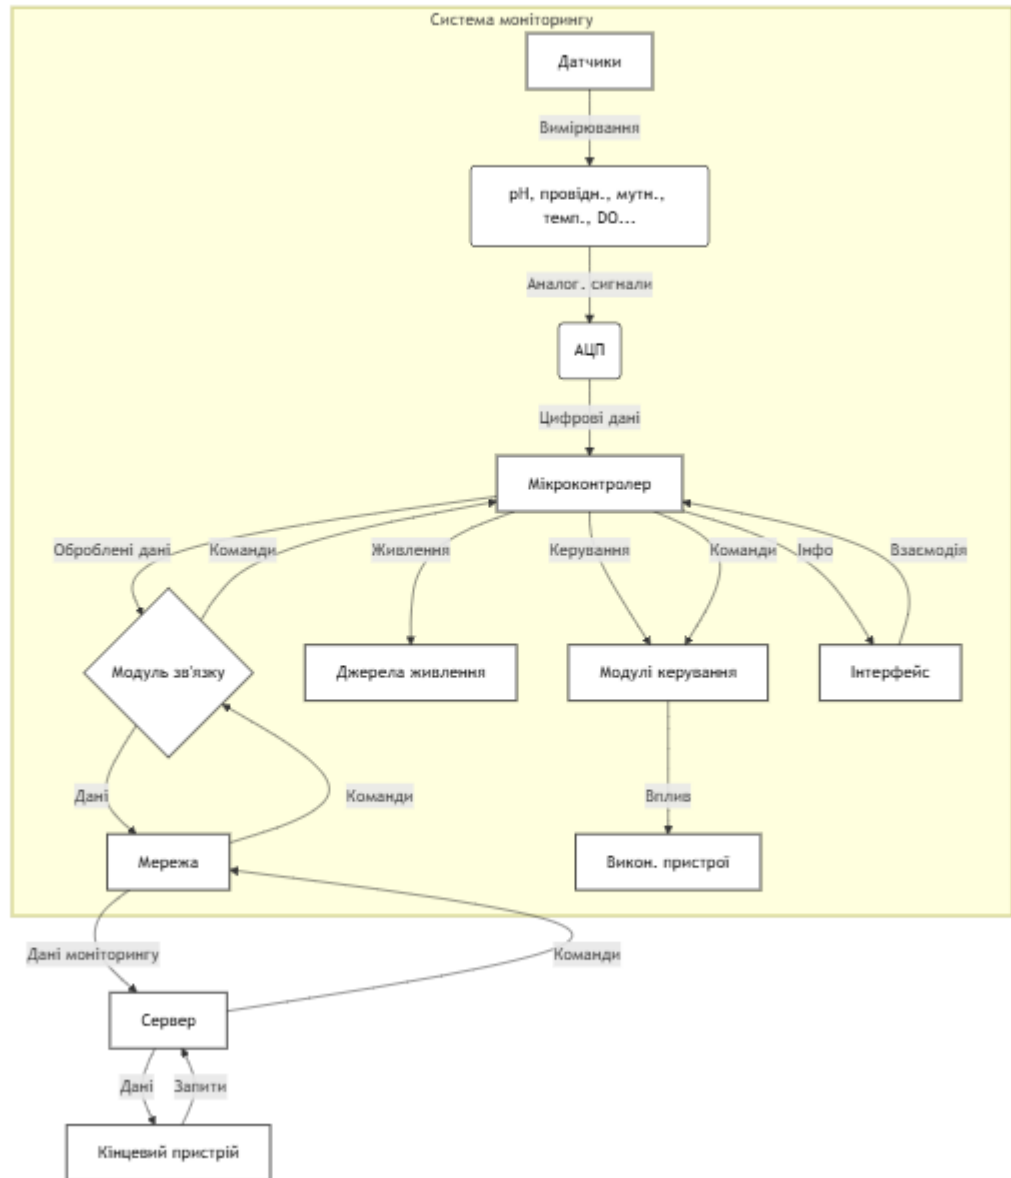 Система моніторингу
Датчики
Вимірювання
pH, провідн., мутн.,
темп., DO...
Аналог. сигнали
АЦП
Цифрові дані
Мікроконтролер
Оброблені дані
Команди
Живлення
Керування
Команди
Інфо
Взаємодія
Модуль зв'язку
Джерела живлення
Модулі керування
Інтерфейс
Дані
Команди
Вплив
Мережа
Викон. пристрої
Дані моніторингу
Команди
Сервер
Дані
Запити
Кінцевий пристрій